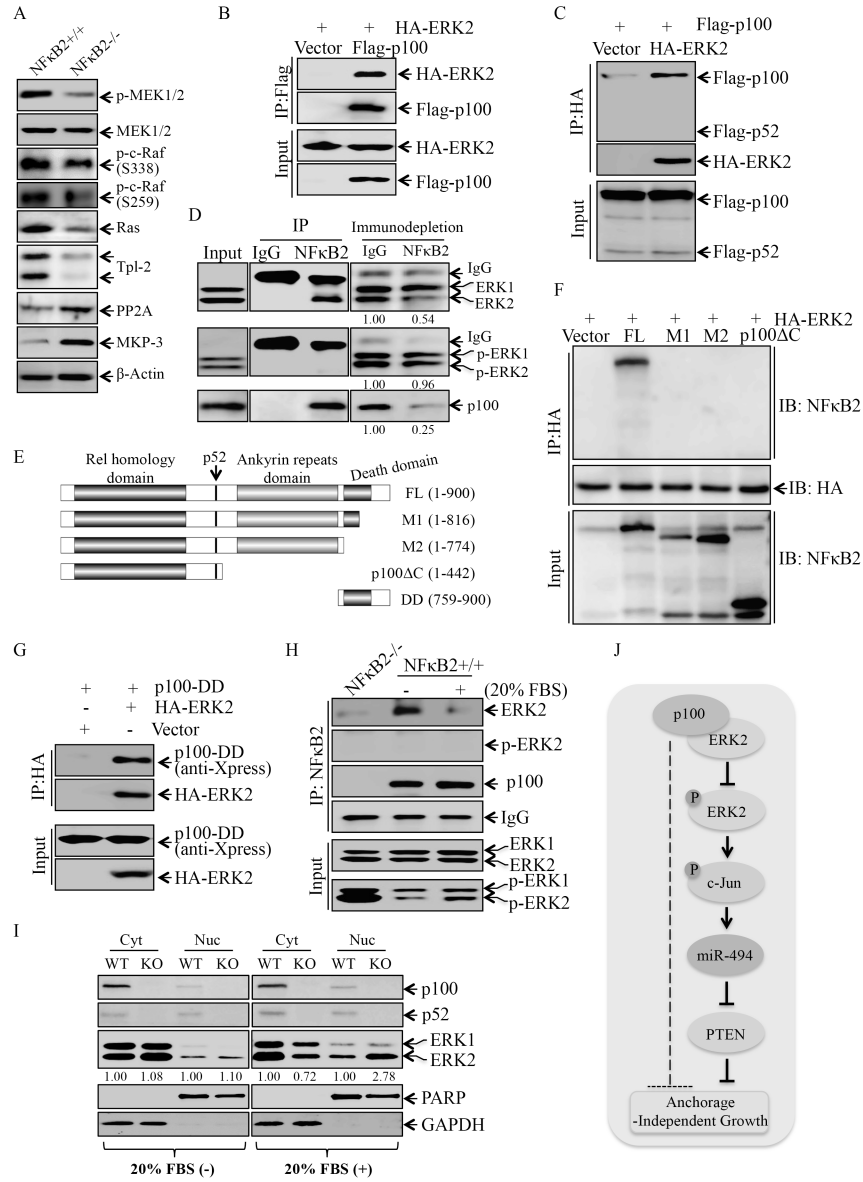 A
NFκB2+/+
NFκB2-/-
p-MEK1/2
MEK1/2
p-c-Raf
(S338)
p-c-Raf
(S259)
Ras
Tpl-2
PP2A
MKP-3
β-Actin
B
+ + HA-ERK2
Vector Flag-p100
IP:Flag
HA-ERK2
Flag-p100
Input
HA-ERK2
Flag-p100
C
+ + Flag-p100
Vector HA-ERK2
IP:HA
Flag-p100
Flag-p52
HA-ERK2
Input
Flag-p100
Flag-p52
D
IP Immunodepletion
Input IgG NFκB2 IgG NFκB2
IgG
ERK1
ERK2
1.00 0.54
IgG
p-ERK1
p-ERK2
1.00 0.96
p100
1.00 0.25
E
Rel homology
domain
p52
Ankyrin repeats
domain
Death domain
FL (1-900)
M1 (1-816)
M2 (1-774)
p100ΔC (1-442)
DD (759-900)
F
+ + + + + HA-ERK2
Vector FL M1 M2 p100ΔC
IP:HA
IB: NFκB2
IB: HA
Input
IB: NFκB2
G
+ + p100-DD
- + HA-ERK2
+ - Vector
IP:HA
p100-DD
(anti-Xpress)
HA-ERK2
Input
p100-DD
(anti-Xpress)
HA-ERK2
H
NFκB2-/-
NFκB2+/+
- + (20% FBS)
IP: NFκB2
ERK2
p-ERK2
p100
IgG
Input
ERK1
ERK2
p-ERK1
p-ERK2
I
Cyt Nuc Cyt Nuc
WT KO WT KO WT KO WT KO
p100
p52
ERK1
ERK2
1.00 1.08 1.00 1.10 1.00 0.72 1.00 2.78
PARP
GAPDH
20% FBS (-) 20% FBS (+)
J
p100
ERK2
P
ERK2
P
c-Jun
miR-494
PTEN
Anchorage
-Independent Growth